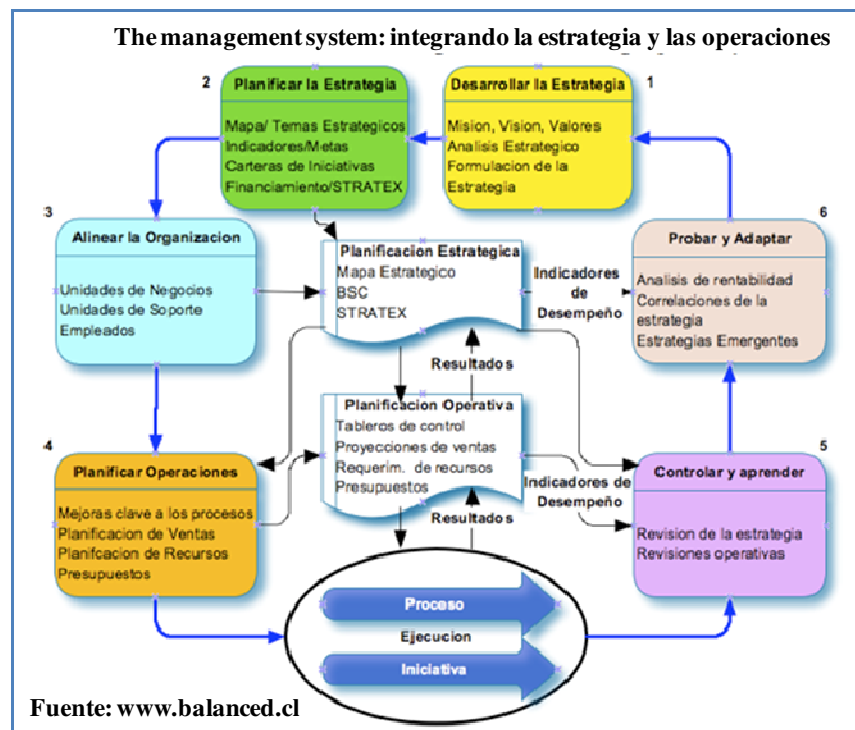 The management system: integrando la estrategia y las operaciones
2
Planificar la Estrategia
Mapa/ Temas Estrategicos
Indicadores/Metas
Carteras de Iniciativas
Financiamiento/STRATEX
Desarrollar la Estrategia
1
Mision, Vision, Valores
Analisis Estrategico
Formulacion de la
Estrategia
3
Alinear la Organizacion
Unidades de Negocios
Unidades de Soporte
Empleados
Planificacion Estrategica
Mapa Estrategico
BSC
STRATEX
Indicadores
de
Desempeño
6
Probar y Adaptar
Analisis de rentabilidad
Correlaciones de la
estrategia
Estrategias Emergentes
Resultados
4
Planificar Operaciones
Mejoras clave a los procesos
Planificacion de Ventas
Planifcacion de Recursos
Presupuestos
Planificacion Operativa
Tableros de control
Proyecciones de ventas
Requerim. de recursos
Presupuestos
Indicadores de
Desempeño
5
Controlar y aprender
Revision de la estrategia
Revisiones operativas
Resultados
Proceso
Ejecucion
Iniciativa
Fuente: www.balanced.cl